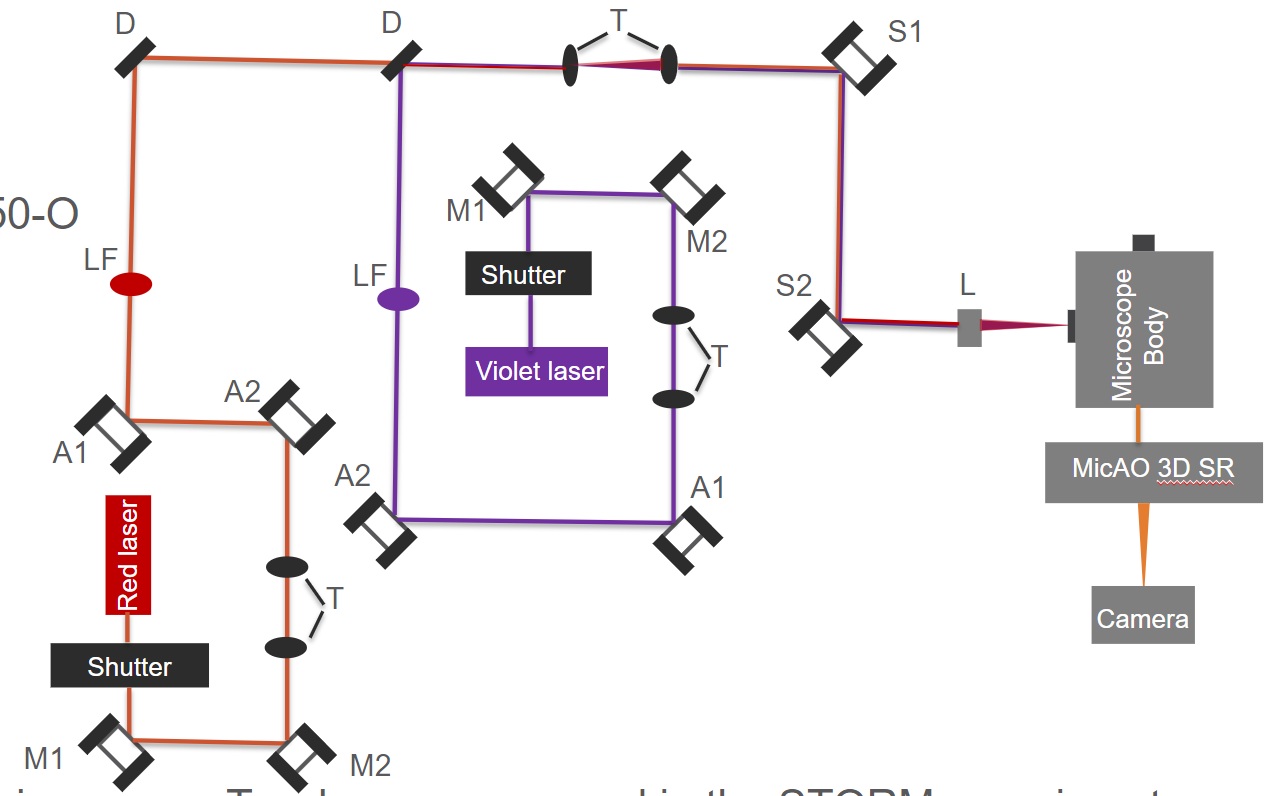 D
D
T
S1
50-O
M1
M2
LF
LF
Shutter
S2
L
Microscope
Body
Violet laser
T
A2
A1
A2
A1
MicAO 3D SR
Red laser
T
Camera
Shutter
M1
M2